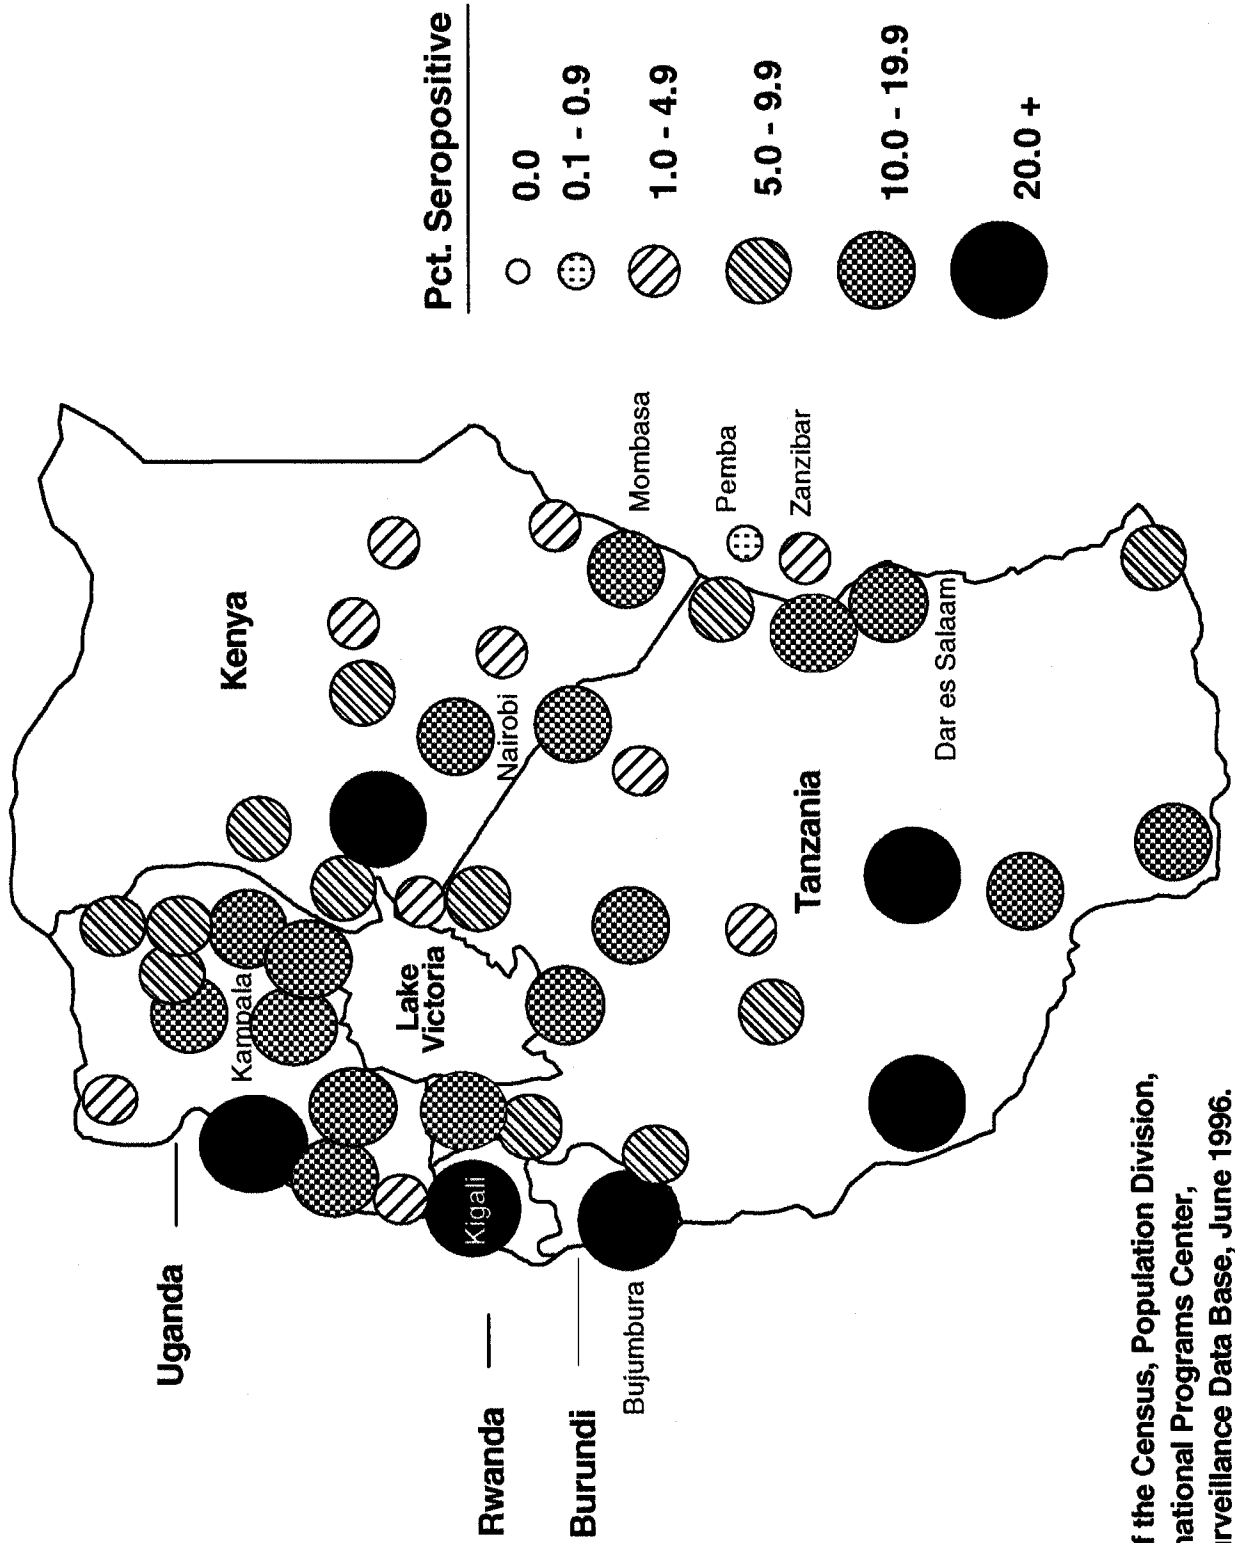 Uganda
Kenya
Kampala
Lake
Victoria
Kigali
Rwanda
Nairobi
Burundi
Bujumbura
Mombasa
Pemba
Zanzibar
Tanzania
Dar es Salaam
Pct. Seropositive
0.0
0.1 - 0.9
1.0 - 4.9
5.0 - 9.9
10.0 - 19.9
20.0 +
f the Census, Population Division,
national Programs Center,
rveillance Data Base, June 1996.